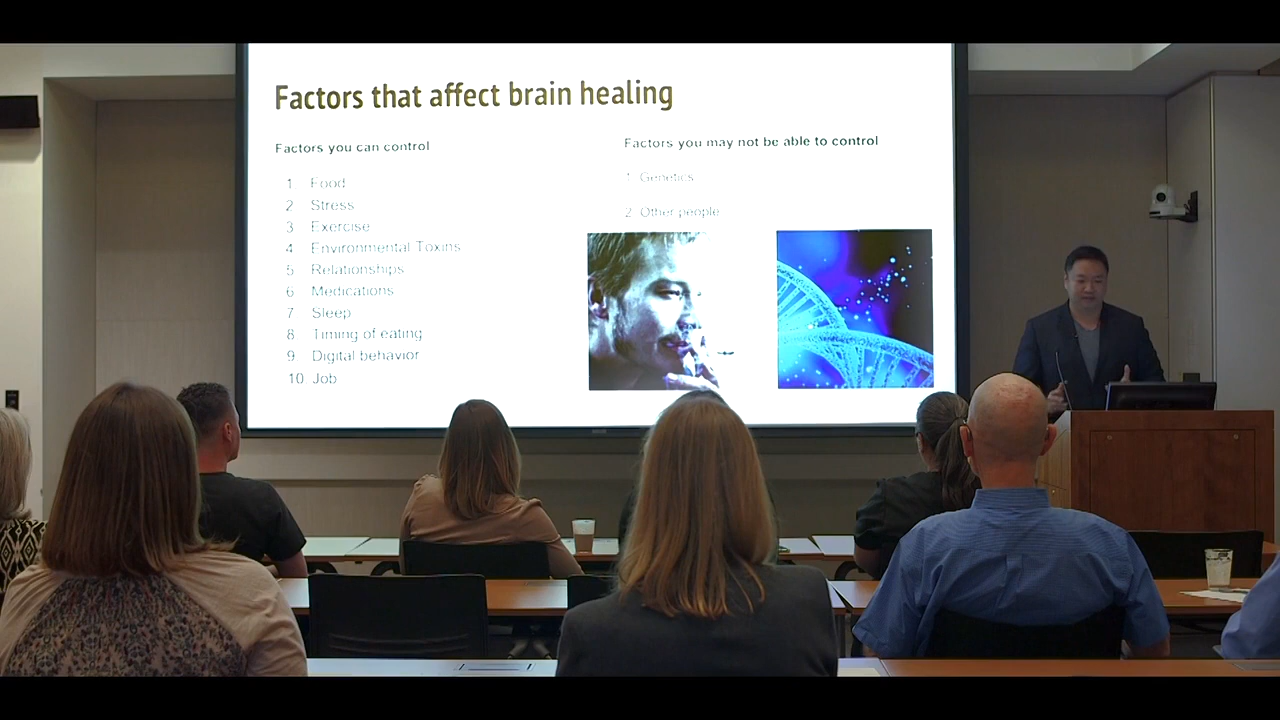 Factors that affect brain healing
Factors you can control
1 Food
2 Stress
3 Exercise
4 Environmental Toxins
5 Relationships
6 Medications
7 Sleep
8 Timing of eating
9. Digital behavior
10. Job
Factors you may not be able to control
1 Genetics
2 Other people